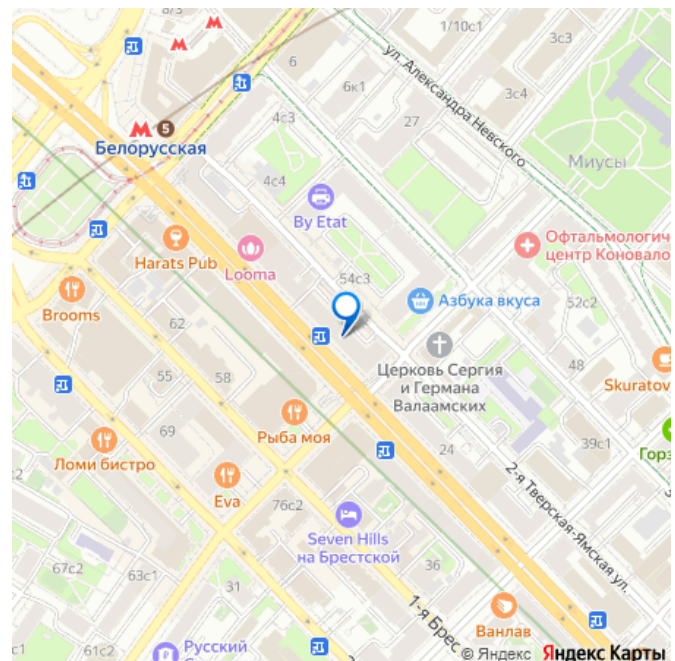 1/10с1
3с3
6
ул. Александра Невского
6к1
3с4
4с3
27
5
Белорусская
Миусы
4с4
By Etat
Офтальмологич
центр Коновало
Harats Pub
Looma
54с3
Азбука вкуса
52с2
Brooms
62
Церковь Сергия
и Германа
Валаамских
48
55
58
Skuratov
Рыба моя
69
24
39с1
Горз
Ломи бистро
Eva
2-я Тверская-Ямская ул.
76с2
Seven Hills
на Брестской
67с2
63с1
36
31
1-я Брес
Ванлав
Русский
61с2
© Яндекс Яндекс Карты